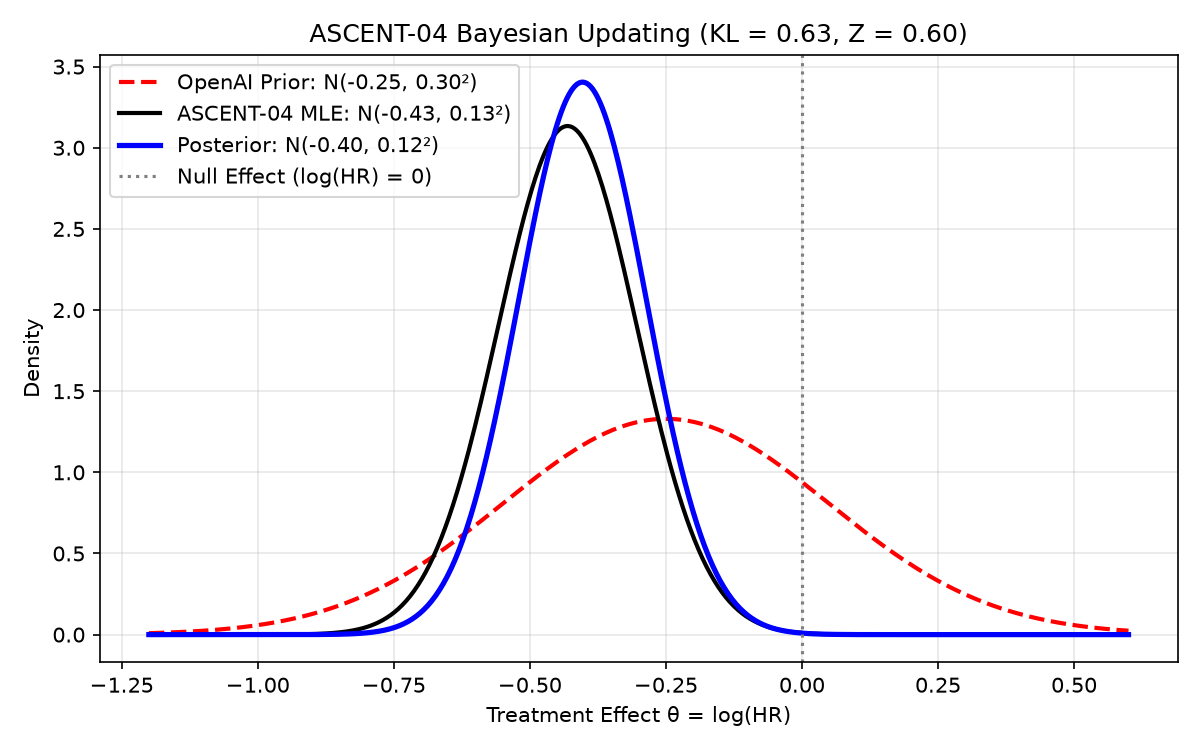 ASCENT-04 Bayesian Updating (KL = 0.63, Z = 0.60)
OpenAI Prior: N(-0.25, 0.30²)
ASCENT-04 MLE: N(-0.43, 0.13²)
Posterior: N(-0.40, 0.12²)
Null Effect (log(HR) = 0)
Density
3.5
3.0
2.5
2.0
1.5
1.0
0.5
0.0
−1.25 −1.00 −0.75 −0.50 −0.25 0.00 0.25 0.50
Treatment Effect θ = log(HR)